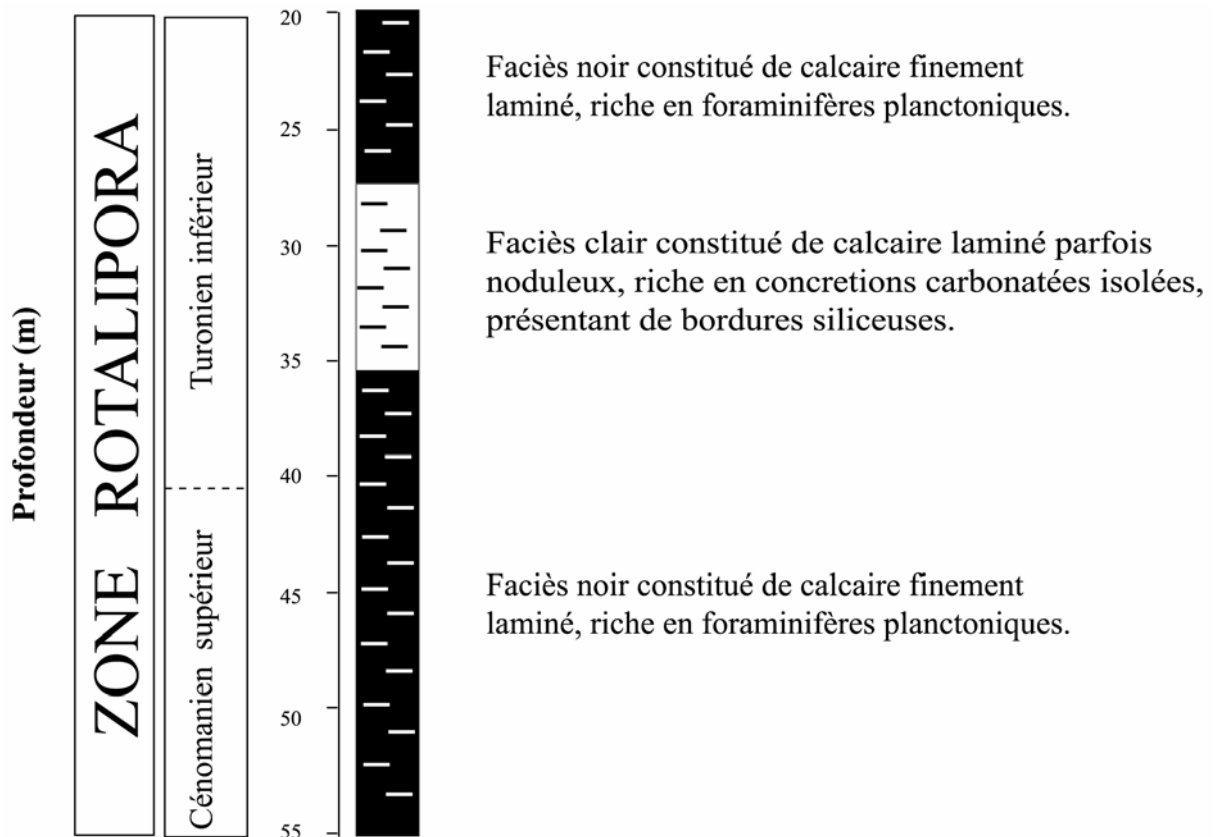 Profondeur (m)
ZONE ROTALIPORA
Turonien inférieur
Cénomanien supérieur
20
25
30
35
40
45
50
55
Faciès noir constitué de calcaire finement
laminé, riche en foraminifères planctoniques.
Faciès clair constitué de calcaire laminé parfois
noduleux, riche en concretions carbonatées isolées,
présentant de bordures siliceuses.
Faciès noir constitué de calcaire finement
laminé, riche en foraminifères planctoniques.